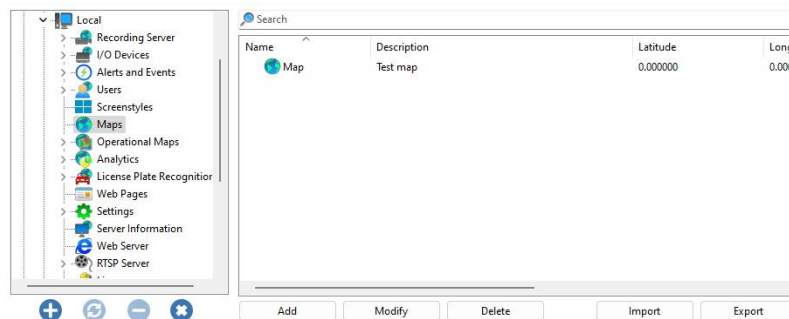 Local
Recording Server
I/O Devices
Alerts and Events
Users
Screenstyles
Maps
Operational Maps
Analytics
License Plate Recognition
Web Pages
Settings
Server Information
Web Server
RTSP Server
Search
Name Description Latitude
Map Test map 0.000000
Add Modify Delete Import Export